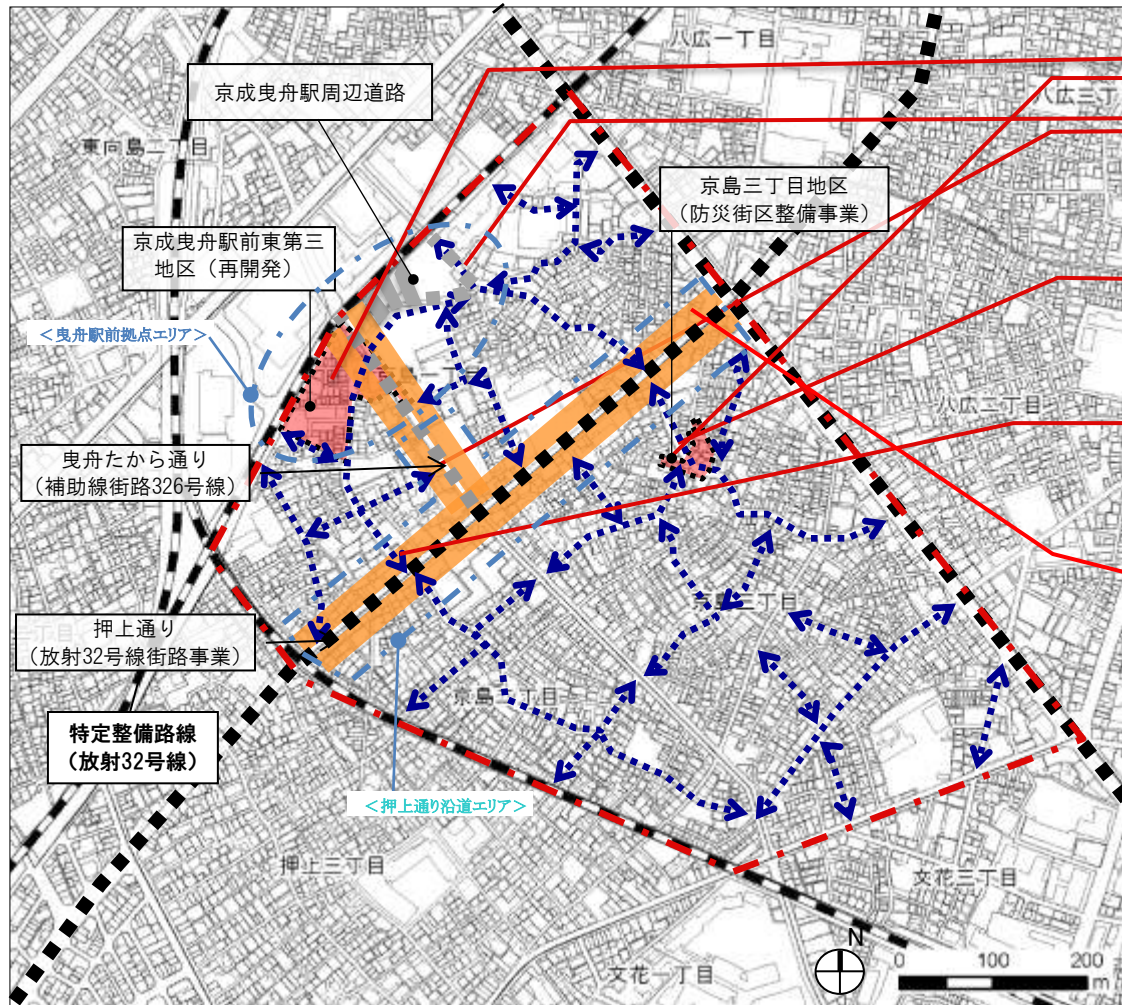 八広一丁目
京成曳舟駅周辺道路
八広三丁
東向島二丁目
京島三丁目地区
（防災街区整備事業）
京成曳舟駅前東第三
地区（再開発）
＜曳舟駅前拠点エリア＞
京島一丁目
八広二丁目
曳舟たから通り
（補助線街路326号線）
京島三丁目
押上通り
（放射32号線街路事業）
京島二丁目
特定整備路線
（放射32号線）
＜押上通り沿道エリア＞
押上三丁目
文花三丁目
文花一丁目
N
0 100 200
m